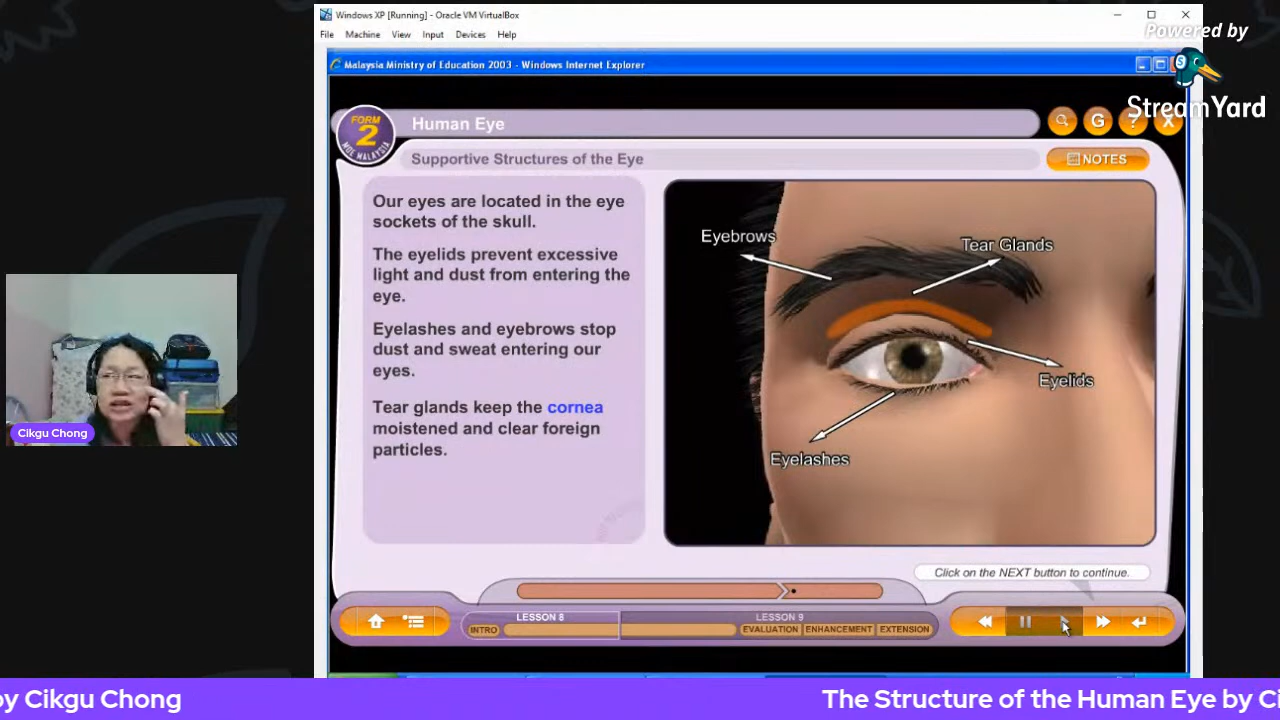 Windows XP [Running] - Oracle VM VirtualBox
File Machine View Input Devices Help
Powered by
StreamYard
Malaysia Ministry of Education 2003 - Windows Internet Explorer
FORM
2
MOE MALAYSIA
Human Eye
G ? X
Supportive Structures of the Eye
NOTES
Our eyes are located in the eye
sockets of the skull.
The eyelids prevent excessive
light and dust from entering the
eye.
Eyelashes and eyebrows stop
dust and sweat entering our
eyes.
Tear glands keep the cornea
moistened and clear foreign
particles.
Eyebrows
Tear Glands
Eyelids
Eyelashes
Cikgu Chong
Click on the NEXT button to continue.
LESSON 8
LESSON 9
INTRO
EVALUATION ENHANCEMENT EXTENSION
by Cikgu Chong
The Structure of the Human Eye by Ci